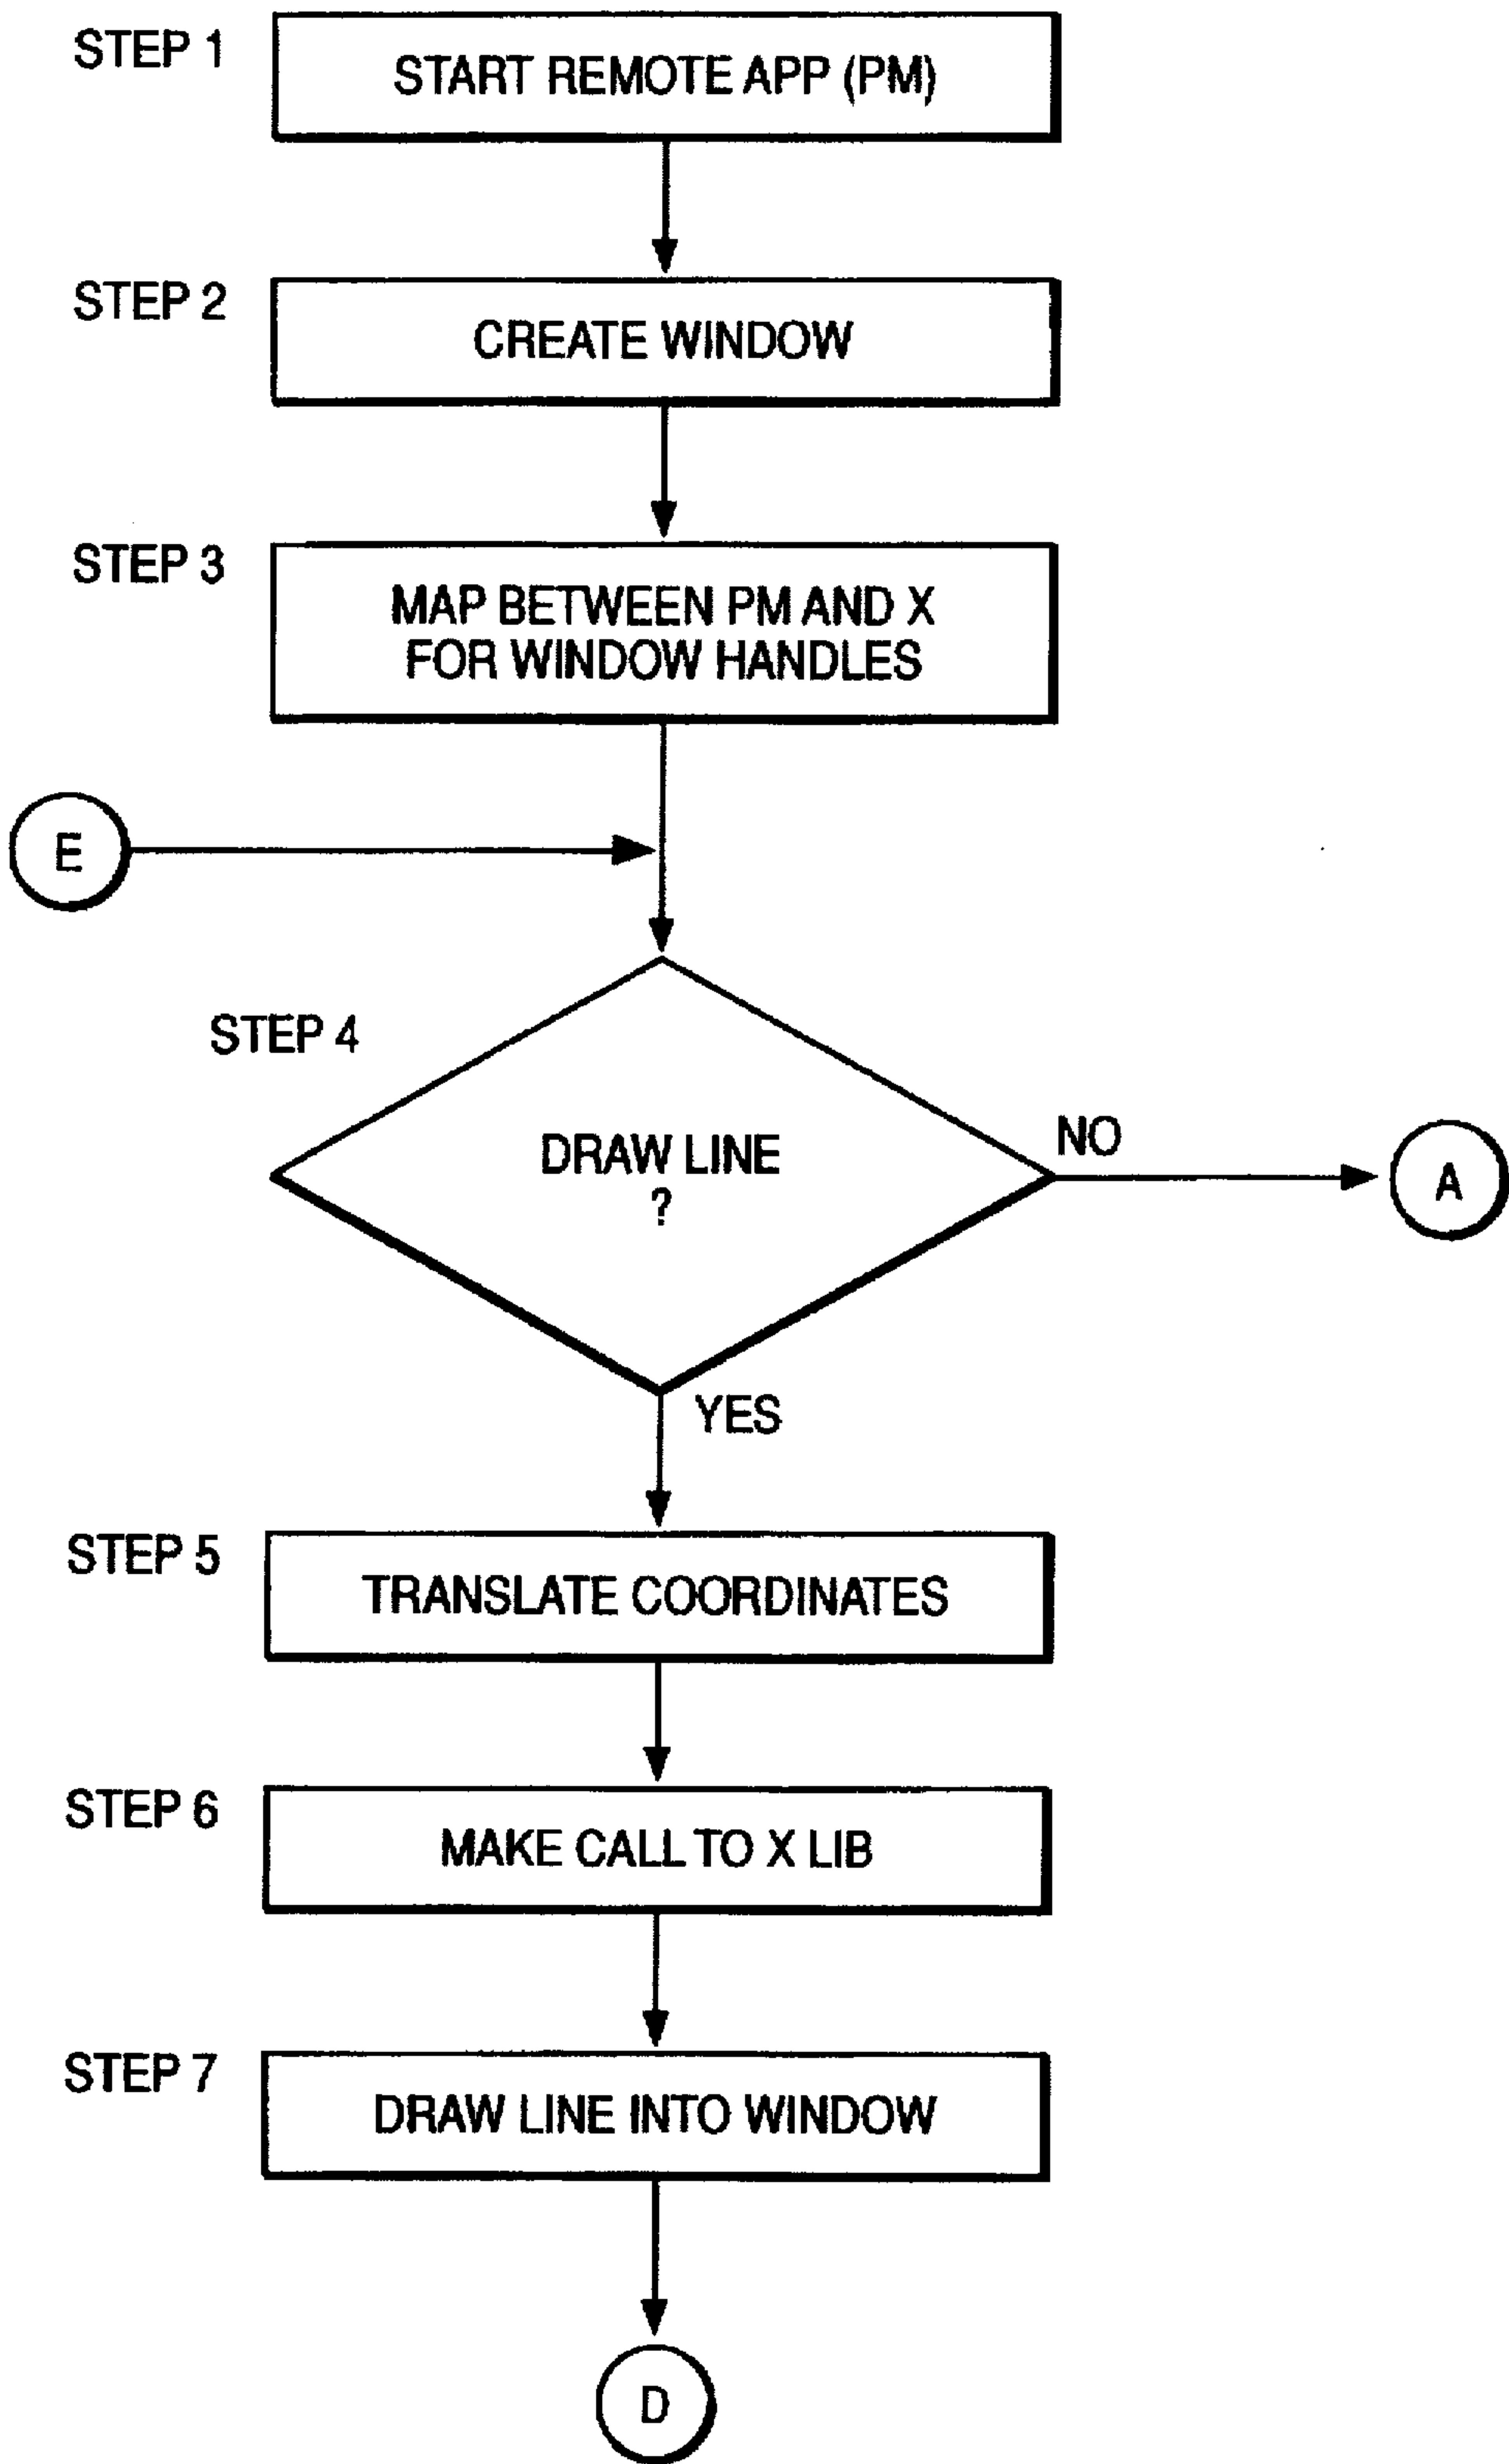 STEP 1
START REMOTE APP (PM)
STEP 2
CREATE WINDOW
STEP 3
MAP BETWEEN PM AND X
FOR WINDOW HANDLES
E
STEP 4
DRAW LINE
?
NO
A
YES
STEP 5
TRANSLATE COORDINATES
STEP 6
MAKE CALL TO X LIB
STEP 7
DRAW LINE INTO WINDOW
D